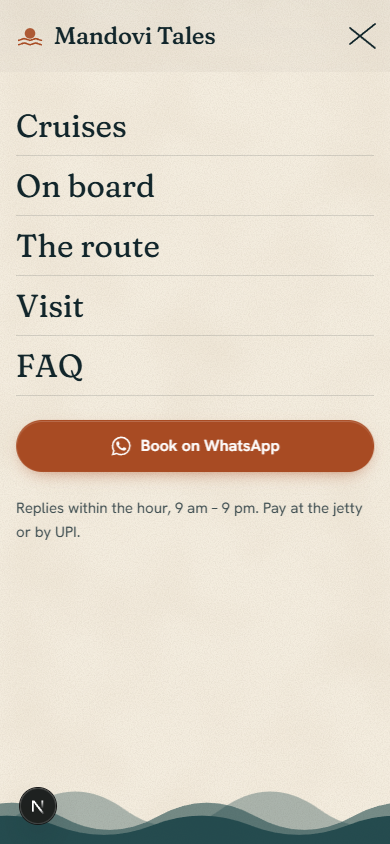 Mandovi Tales
Cruises
On board
The route
Visit
FAQ
Book on WhatsApp
Replies within the hour, 9 am – 9 pm. Pay at the jetty
or by UPI.
N